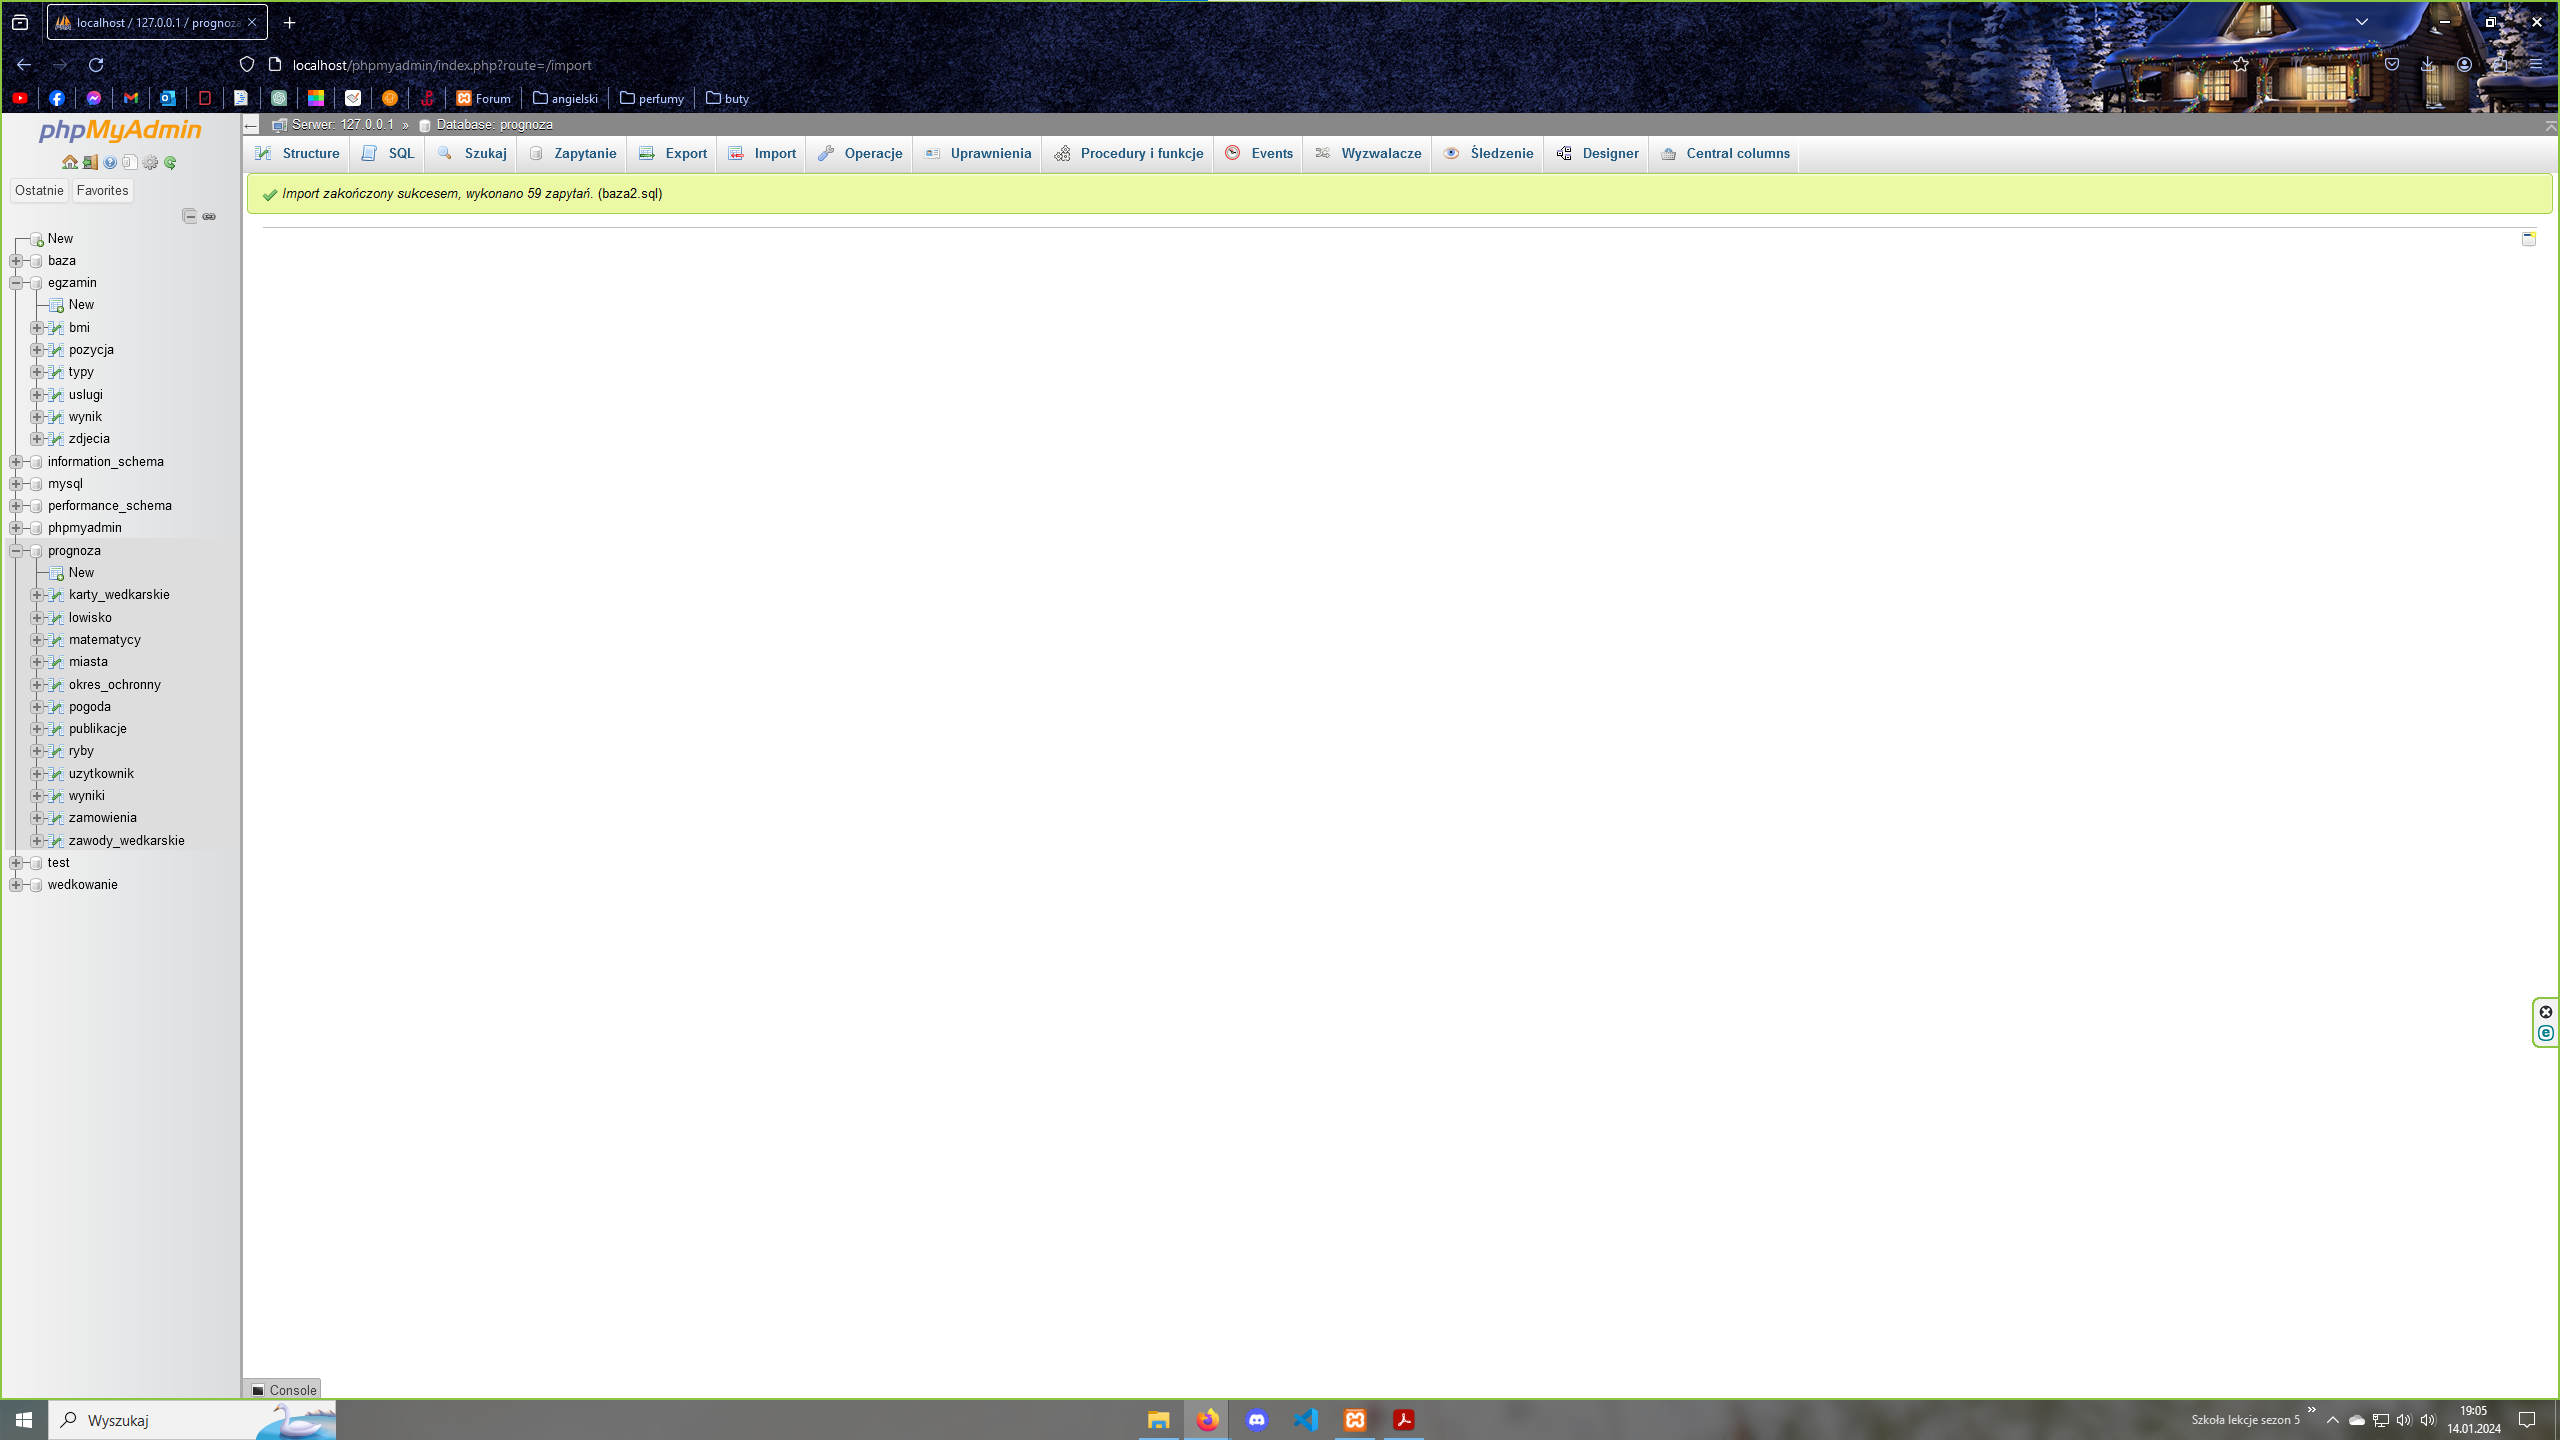 localhost / 127.0.0.1 / prognoza
localhost/phpmyadmin/index.php?route=/import
Forum
angielski
perfumy
buty
phpMyAdmin
Ostatnie
Favorites
New
baza
egzamin
New
bmi
pozycja
typy
uslugi
wynik
zdjecia
information_schema
mysql
performance_schema
phpmyadmin
prognoza
New
karty_wedkarskie
lowisko
matematycy
miasta
okres_ochronny
pogoda
publikacje
ryby
uzytkownik
wyniki
zamowienia
zawody_wedkarskie
test
wedkowanie
Serwer: 127.0.0.1 » Database: prognoza
Structure
SQL
Szukaj
Zapytanie
Export
Import
Operacje
Uprawnienia
Procedury i funkcje
Events
Wyzwalacze
Śledzenie
Designer
Central columns
Import zakończony sukcesem, wykonano 59 zapytań. (baza2.sql)
Console
Wyszukaj
Szkoła lekcje sezon 5 »
19:05
14.01.2024